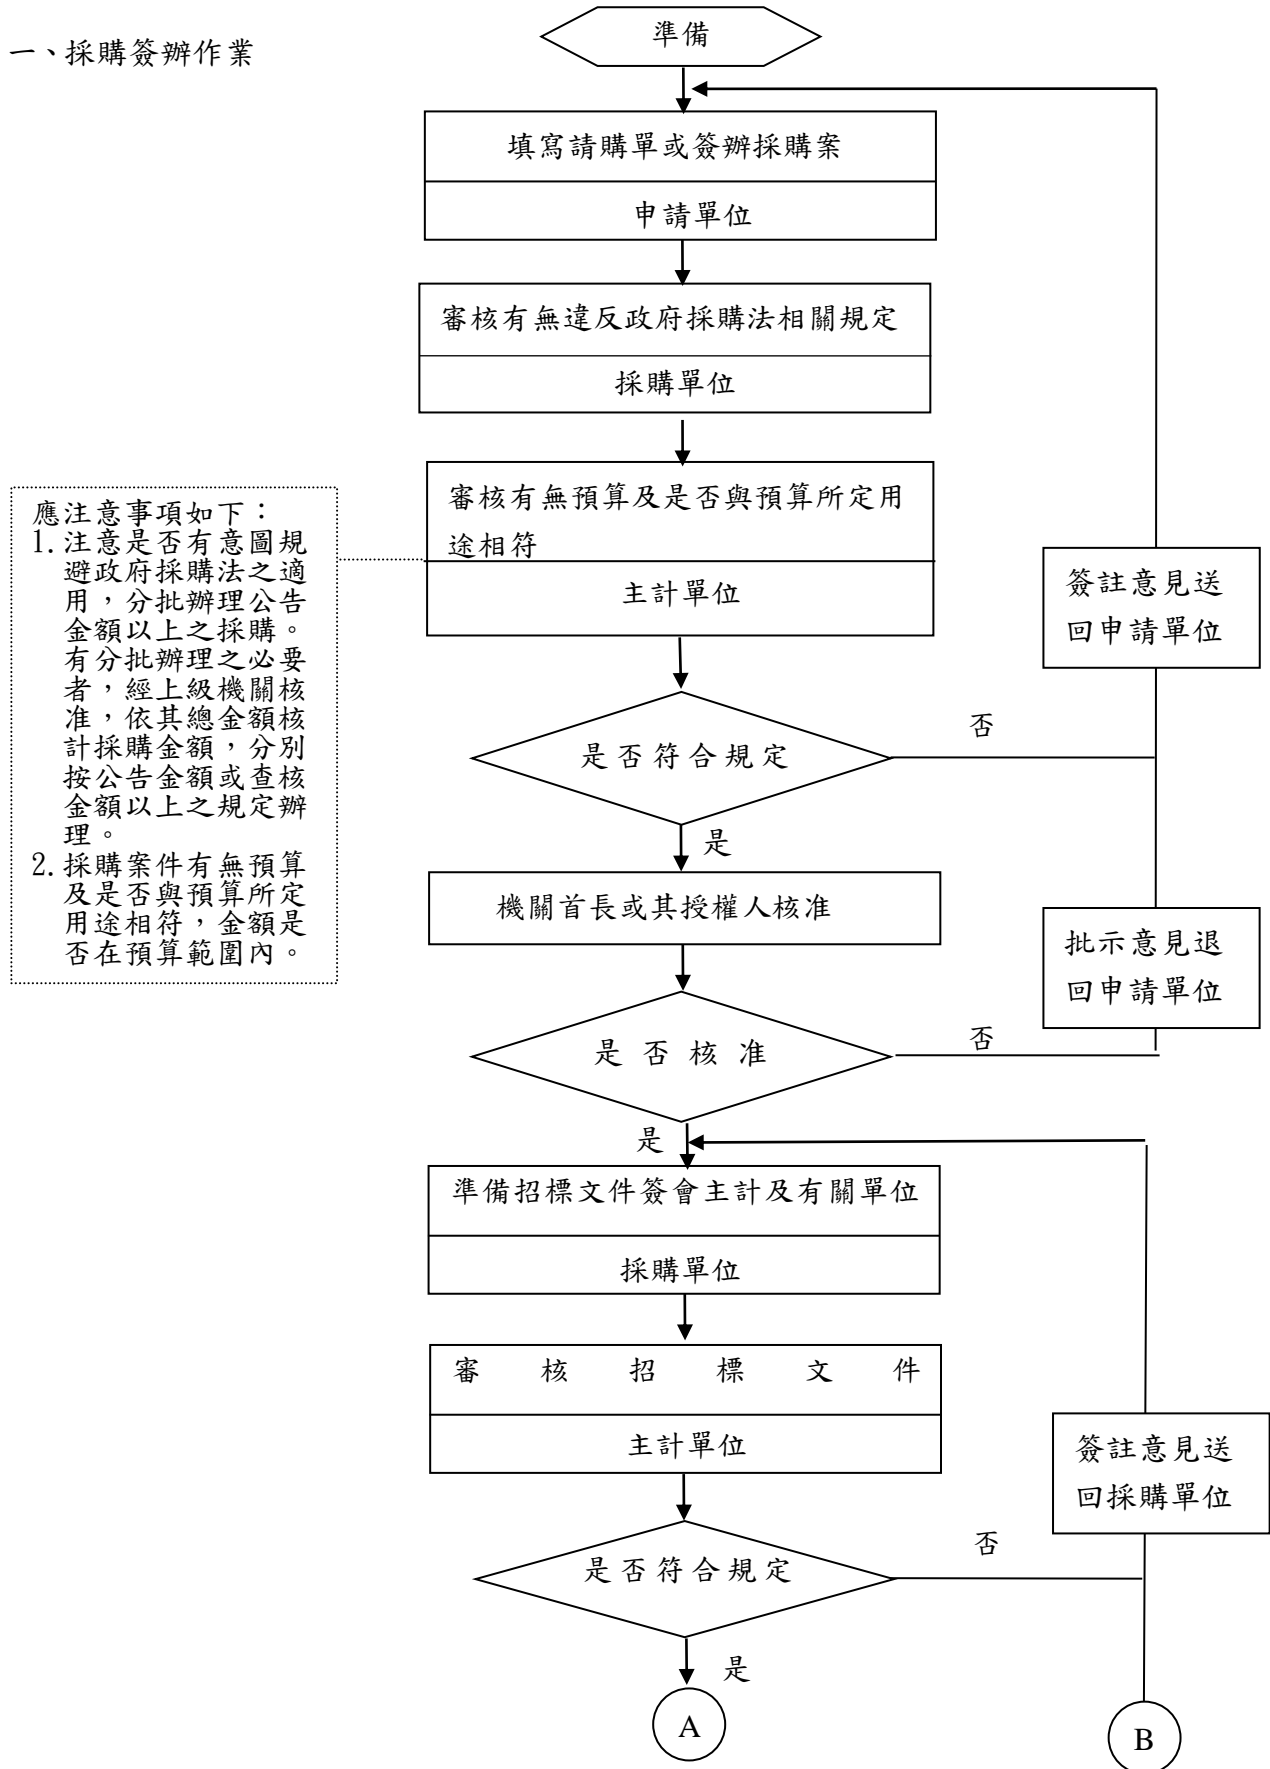 準備
一、採購簽辦作業
填寫請購單或簽辦採購案
申請單位
審核有無違反政府採購法相關規定
採購單位
審核有無預算及是否與預算所定用
途相符
主計單位
應注意事項如下：
1.注意是否有意圖規
避政府採購法之適
用，分批辦理公告
金額以上之採購。
有分批辦理之必要
者，經上級機關核
准，依其總金額核
計採購金額，分別
按公告金額或查核
金額以上之規定辦
理。
2.採購案件有無預算
及是否與預算所定
用途相符，金額是
否在預算範圍內。
簽註意見送
回申請單位
是否符合規定
否
是
機關首長或其授權人核准
批示意見退
回申請單位
是否核准
否
是
準備招標文件簽會主計及有關單位
採購單位
審核招標文件
主計單位
簽註意見送
回採購單位
是否符合規定
否
是
A
B